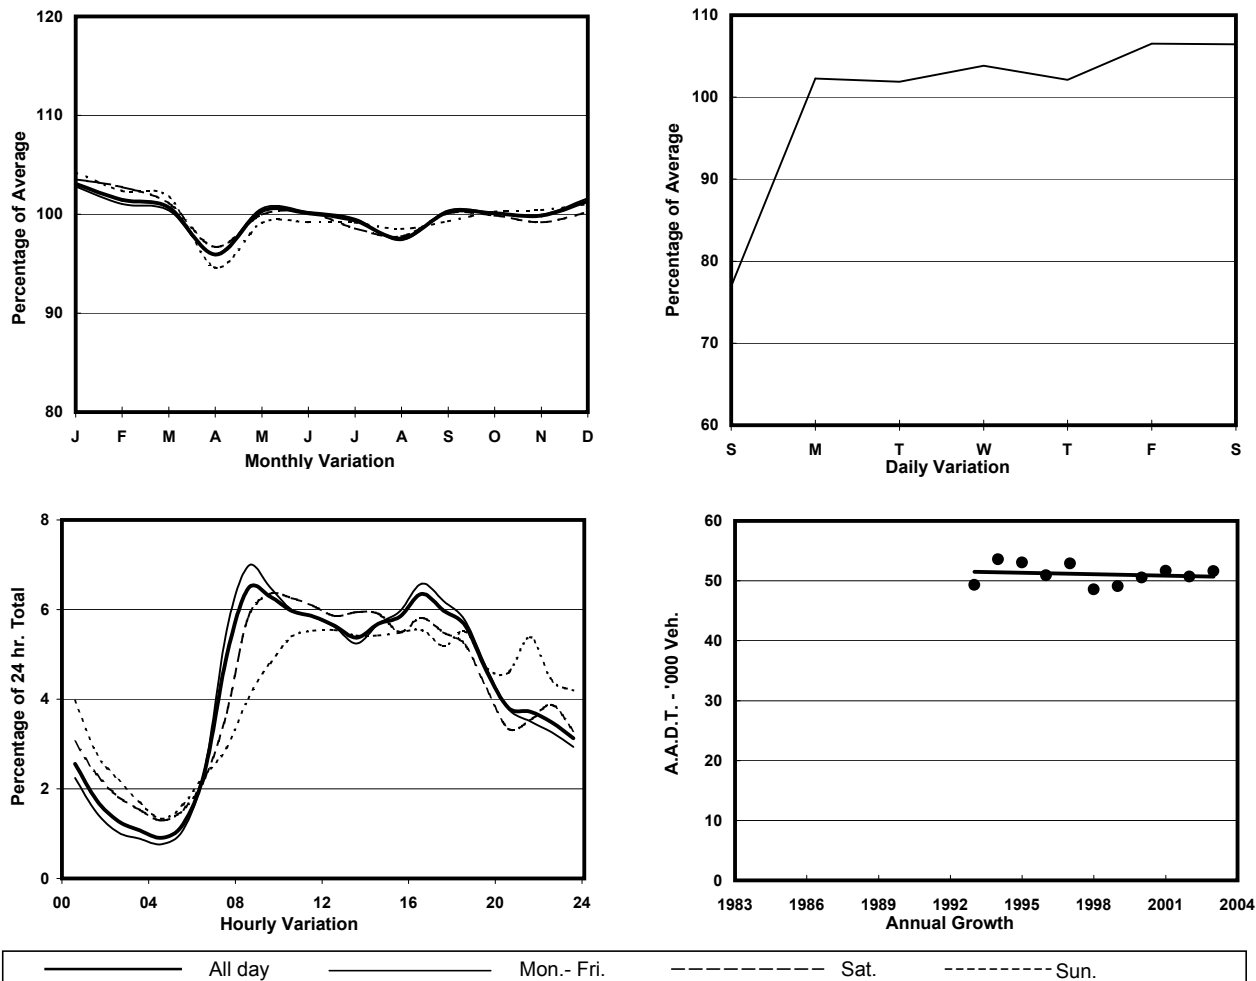 120
110
100
90
80
Percentage of Average
J F M A M J J A S O N D
Monthly Variation
110
100
90
80
70
60
Percentage of Average
S M T W T F S
Daily Variation
8
6
4
2
0
Percentage of 24 hr. Total
00 04 08 12 16 20 24
Hourly Variation
60
50
40
30
20
10
0
A.A.D.T. - '000 Veh.
1983 1986 1989 1992 1995 1998 2001 2004
Annual Growth
All day Mon.- Fri. Sat. Sun.